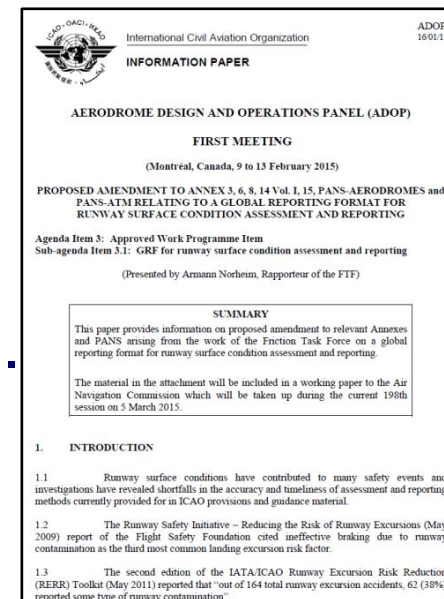 ICAO · OACI · ИКАО
International Civil Aviation Organization
INFORMATION PAPER
ADOP
16/01/1
AERODROME DESIGN AND OPERATIONS PANEL (ADOP)
FIRST MEETING
(Montréal, Canada, 9 to 13 February 2015)
PROPOSED AMENDMENT TO ANNEX 3, 6, 8, 14 Vol. I, 15, PANS-AERODROMES and
PANS-ATM RELATING TO A GLOBAL REPORTING FORMAT FOR
RUNWAY SURFACE CONDITION ASSESSMENT AND REPORTING
Agenda Item 3: Approved Work Programme Item
Sub-agenda Item 3.1: GRF for runway surface condition assessment and reporting
(Presented by Armann Norheim, Rapporteur of the FTF)
SUMMARY
This paper provides information on proposed amendment to relevant Annexes
and PANS arising from the work of the Friction Task Force on a global
reporting format for runway surface condition assessment and reporting.
The material in the attachment will be included in a working paper to the Air
Navigation Commission which will be taken up during the current 198th
session on 5 March 2015.
1. INTRODUCTION
1.1 Runway surface conditions have contributed to many safety events and
investigations have revealed shortfalls in the accuracy and timeliness of assessment and reporting
methods currently provided for in ICAO provisions and guidance material.
1.2 The Runway Safety Initiative – Reducing the Risk of Runway Excursions (May
2009) report of the Flight Safety Foundation cited ineffective braking due to runway
contamination as the third most common landing excursion risk factor.
1.3 The second edition of the IATA/ICAO Runway Excursion Risk Reduction
(RERR) Toolkit (May 2011) reported that "out of 164 total runway excursion accidents, 62 (38%)
reported some type of runway contamination"